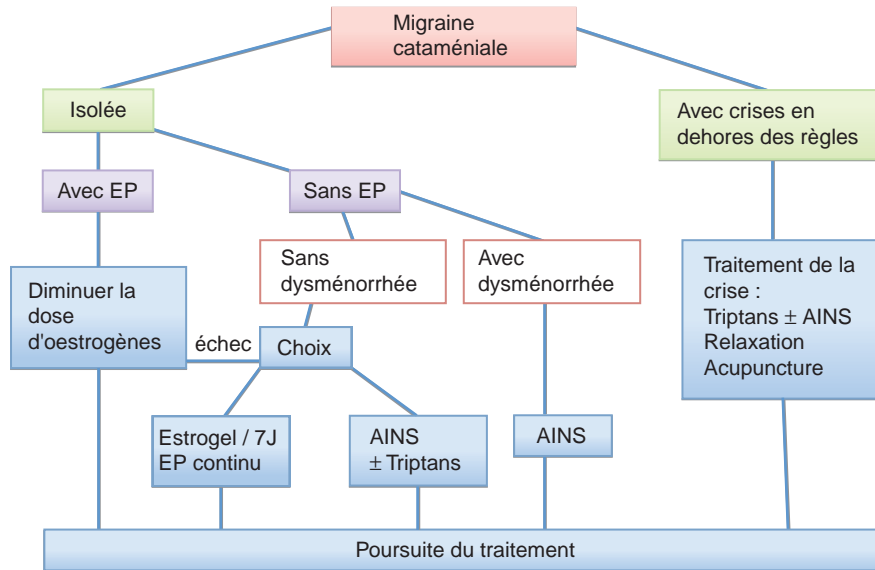 Migraine
cataméniale
Isolée
Avec crises en
dehores des règles
Avec EP
Sans EP
Sans
dysménorrhée
Avec
dysménorrhée
Diminuer la
dose
d'oestrogènes
échec
Choix
Traitement de la
crise :
Triptans ± AINS
Relaxation
Acupuncture
Estrogel / 7J
EP continu
AINS
± Triptans
AINS
Poursuite du traitement